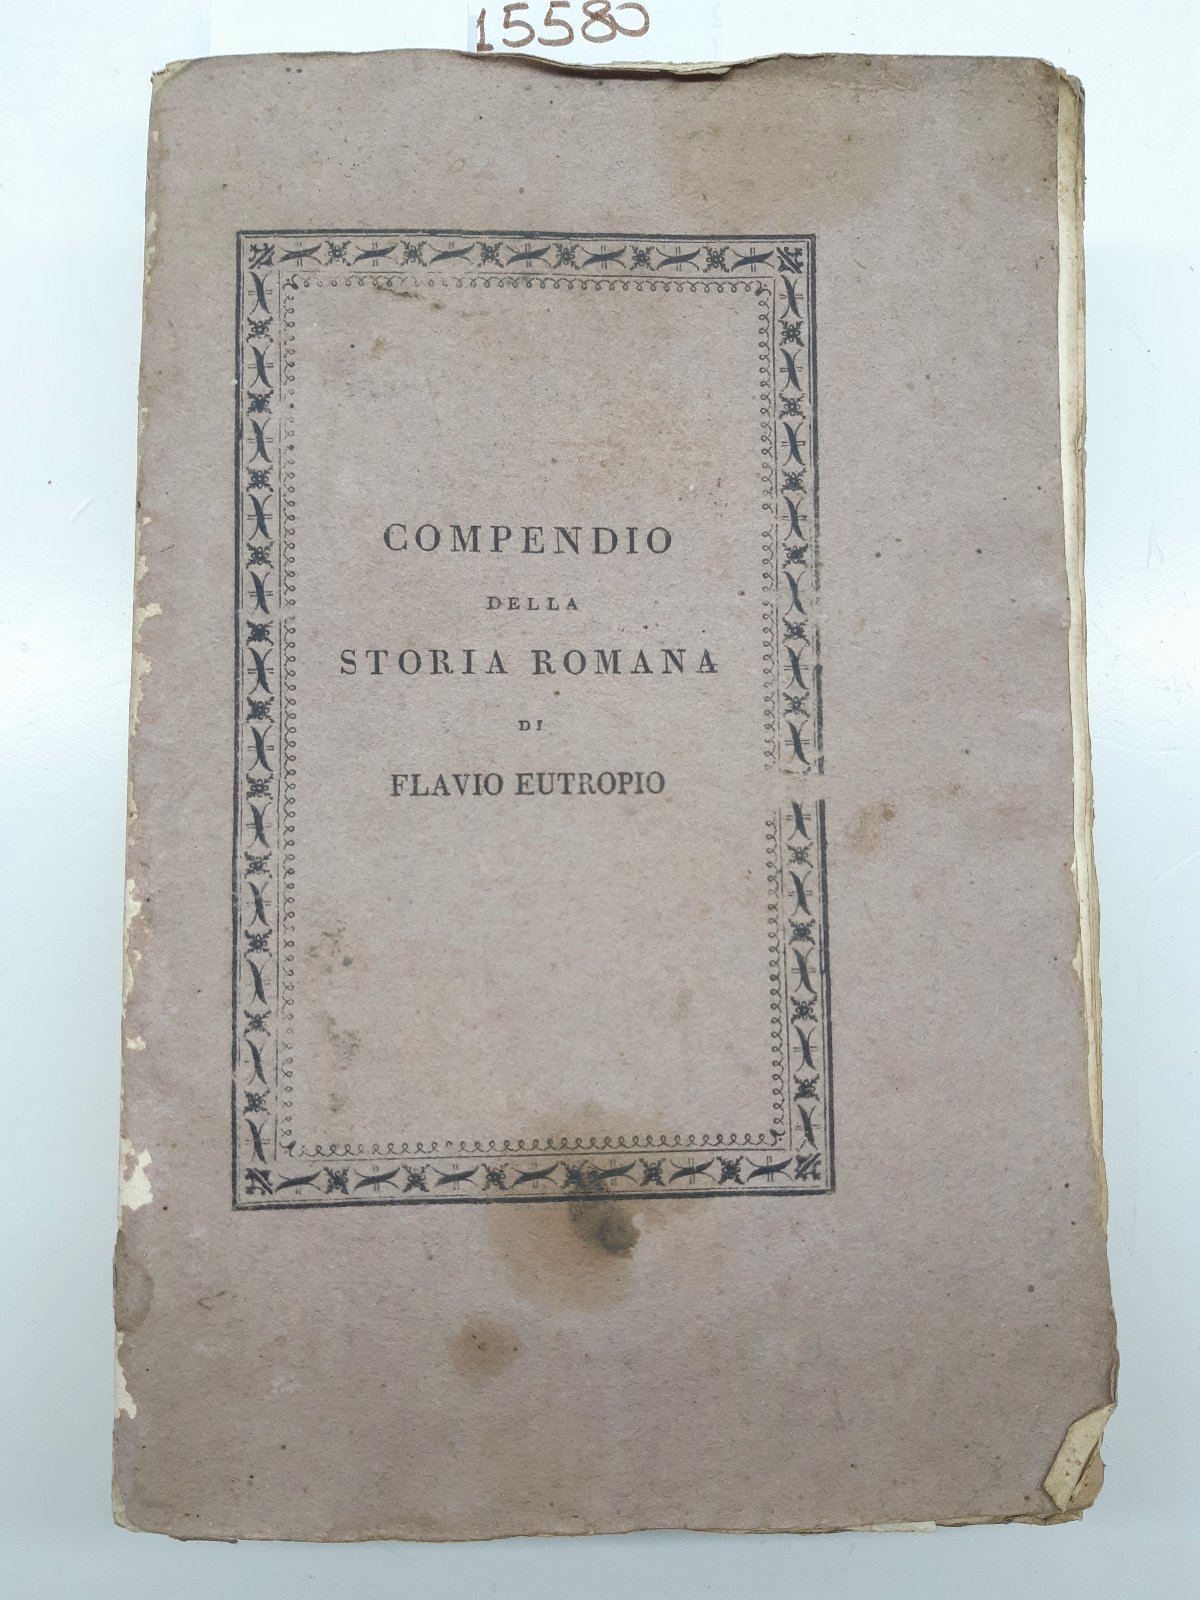 15580
COMPENDIO
DELLA
STORIA ROMANA
DI
FLAVIO EUTROPIO